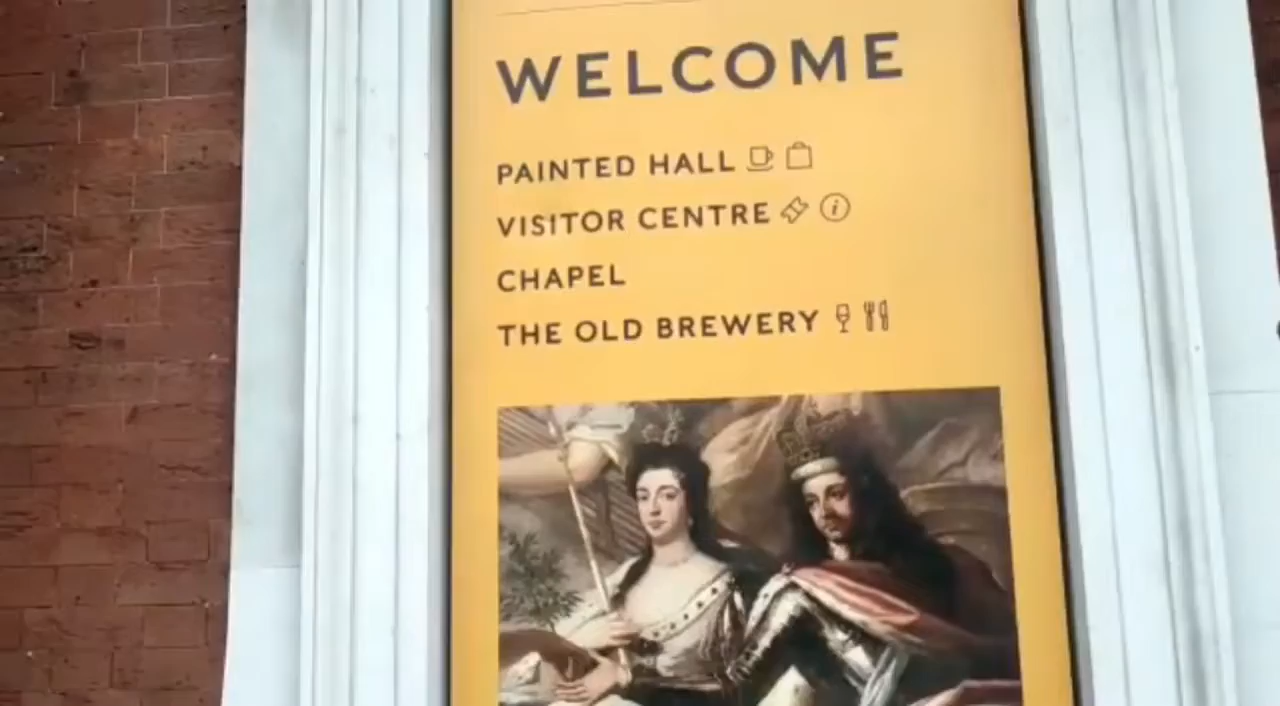 WELCOME
PAINTED HALL
VISITOR CENTRE
CHAPEL
THE OLD BREWERY